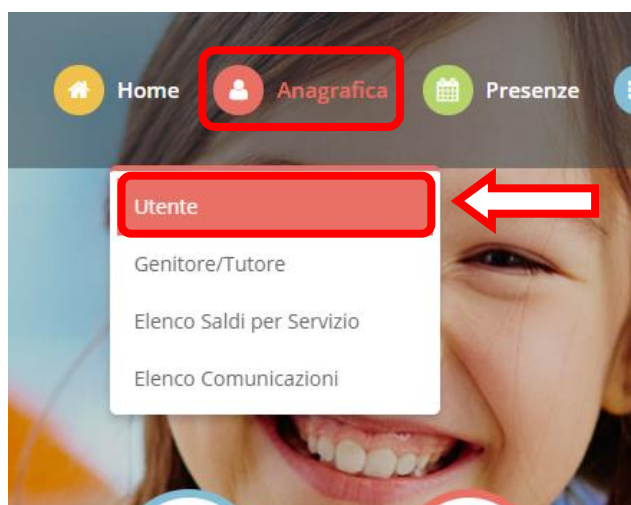 Home Anagrafica Presenze
Utente
Genitore/Tutore
Elenco Saldi per Servizio
Elenco Comunicazioni